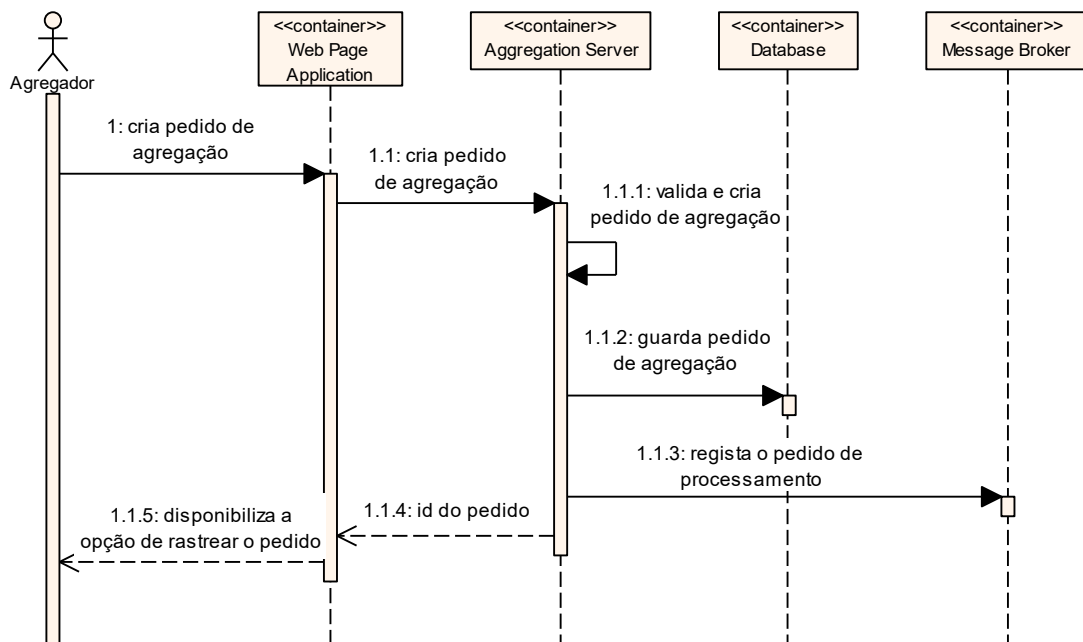 <<container>>
Web Page
Application
<<container>>
Aggregation Server
<<container>>
Database
<<container>>
Message Broker
Agregador
1: cria pedido de
agregação
1.1: cria pedido
de agregação
1.1.1: valida e cria
pedido de agregação
1.1.2: guarda pedido
de agregação
1.1.3: regista o pedido de
processamento
1.1.4: id do pedido
1.1.5: disponibiliza a
opção de rastrear o pedido